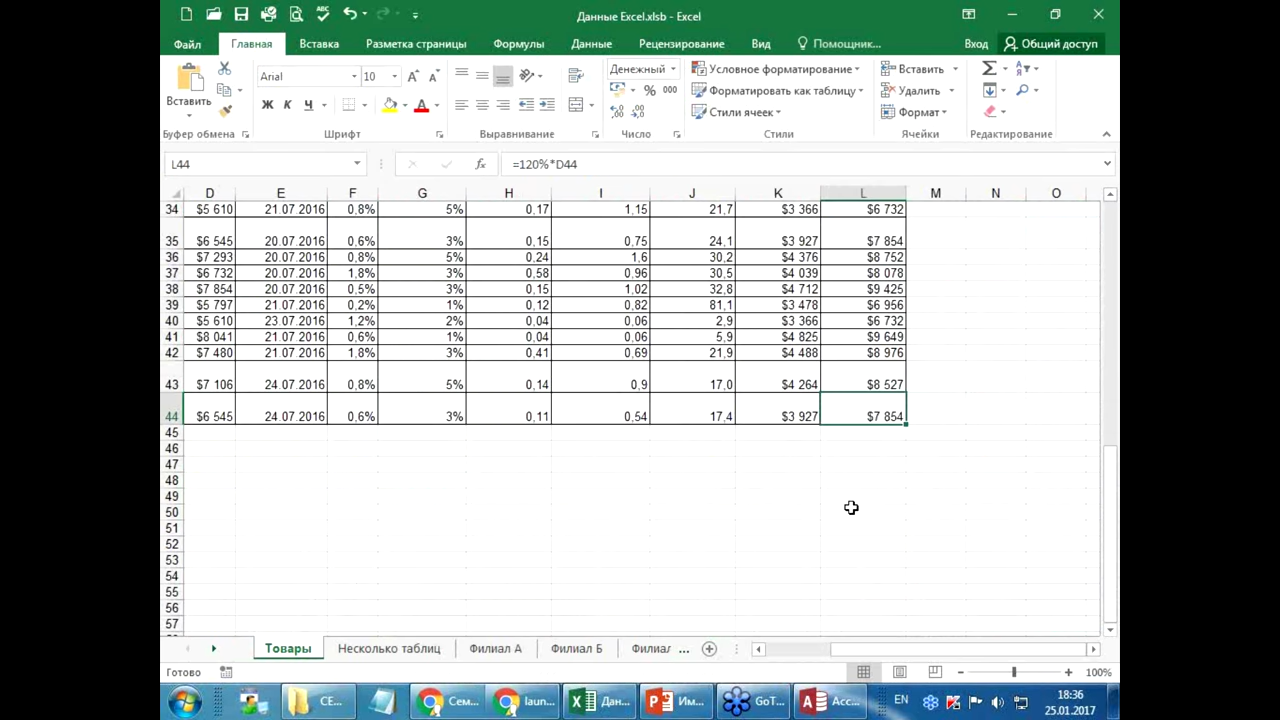 Данные Excel.xlsb - Excel
Файл Главная Вставка Разметка страницы Формулы Данные Рецензирование Вид Помощник... Вход Общий доступ
Вставить
Arial 10
Ж К Ч
Денежный
% 000
Условное форматирование
Форматировать как таблицу
Стили ячеек
Вставить
Удалить
Формат
Буфер обмена Шрифт Выравнивание Число Стили Ячейки Редактирование
L44 fx =120%*D44
D E F G H I J K L M N O
34 $5 610 21.07.2016 0,8% 5% 0,17 1,15 21,7 $3 366 $6 732
35 $6 545 20.07.2016 0,6% 3% 0,15 0,75 24,1 $3 927 $7 854
36 $7 293 20.07.2016 0,8% 5% 0,24 1,6 30,2 $4 376 $8 752
37 $6 732 20.07.2016 1,8% 3% 0,58 0,96 30,5 $4 039 $8 078
38 $7 854 20.07.2016 0,5% 3% 0,15 1,02 32,8 $4 712 $9 425
39 $5 797 21.07.2016 0,2% 1% 0,12 0,82 81,1 $3 478 $6 956
40 $5 610 23.07.2016 1,2% 2% 0,04 0,06 2,9 $3 366 $6 732
41 $8 041 21.07.2016 0,6% 1% 0,04 0,06 5,9 $4 825 $9 649
42 $7 480 21.07.2016 1,8% 3% 0,41 0,69 21,9 $4 488 $8 976
43 $7 106 24.07.2016 0,8% 5% 0,14 0,9 17,0 $4 264 $8 527
44 $6 545 24.07.2016 0,6% 3% 0,11 0,54 17,4 $3 927 $7 854
45
46
47
48
49
50
51
52
53
54
55
56
57
Товары Несколько таблиц Филиал А Филиал Б Филиал ...
Готово 100%
СЕ... Сем... laun... Дан... Им... GoT... Acc... EN 18:36
25.01.2017